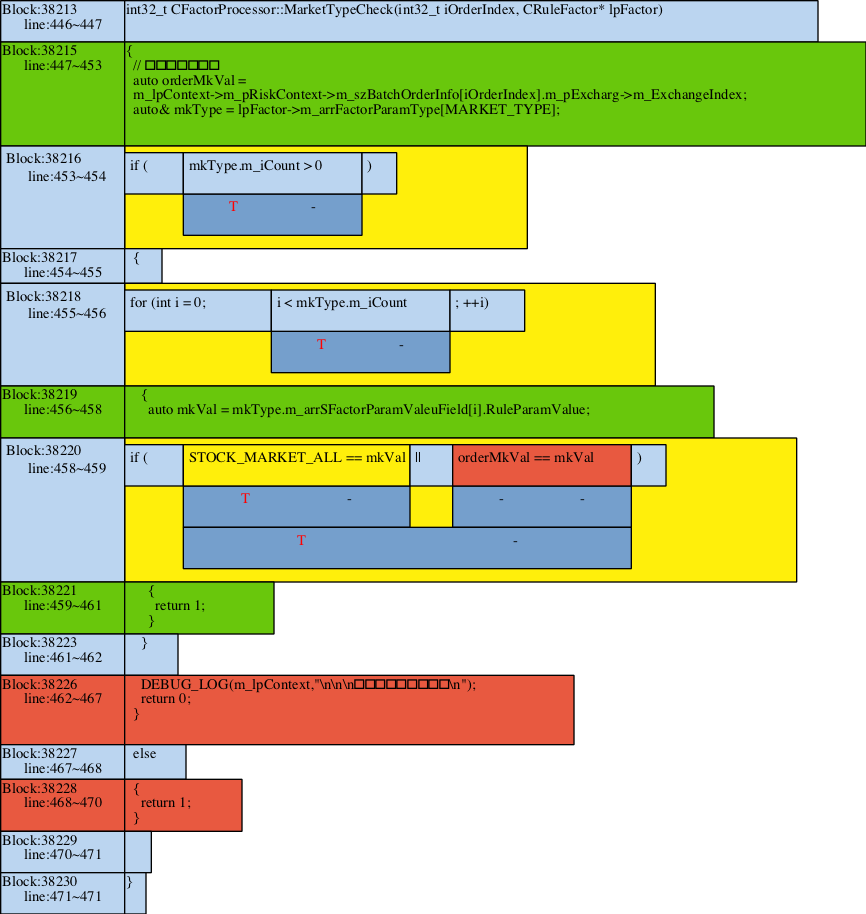 Block:38213
line:446~447
int32_t CFactorProcessor::MarketTypeCheck(int32_t iOrderIndex, CRuleFactor* lpFactor)
Block:38215
line:447~453
{
//
auto orderMkVal =
m_lpContext->m_pRiskContext->m_szBatchOrderInfo[iOrderIndex].m_pExcharg->m_ExchangeIndex;
auto& mkType = lpFactor->m_arrFactorParamType[MARKET_TYPE];
Block:38216
line:453~454
if ( mkType.m_iCount > 0 )
T -
Block:38217
line:454~455
{
Block:38218
line:455~456
for (int i = 0; i < mkType.m_iCount ; ++i)
T -
Block:38219
line:456~458
{
auto mkVal = mkType.m_arrSFactorParamValeuField[i].RuleParamValue;
Block:38220
line:458~459
if ( STOCK_MARKET_ALL == mkVal || orderMkVal == mkVal )
T - - -
T -
Block:38221
line:459~461
{
return 1;
}
Block:38223
line:461~462
}
Block:38226
line:462~467
DEBUG_LOG(m_lpContext,"\n\n\n\n");
return 0;
}
Block:38227
line:467~468
else
Block:38228
line:468~470
{
return 1;
}
Block:38229
line:470~471
Block:38230
line:471~471
}